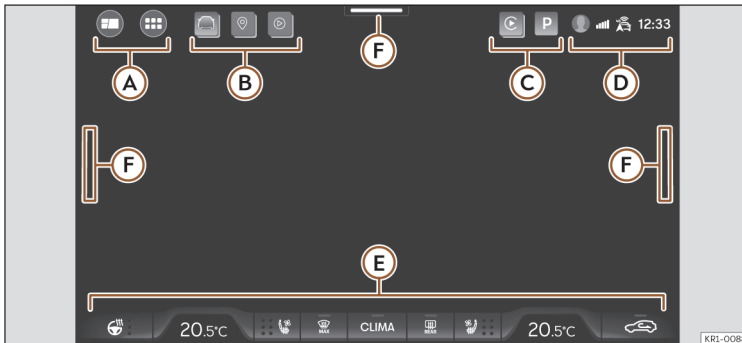 F
P 12:33
A B C D
F F
E
20.5°C MAX CLIMA REAR 20.5°C
KR1-0088